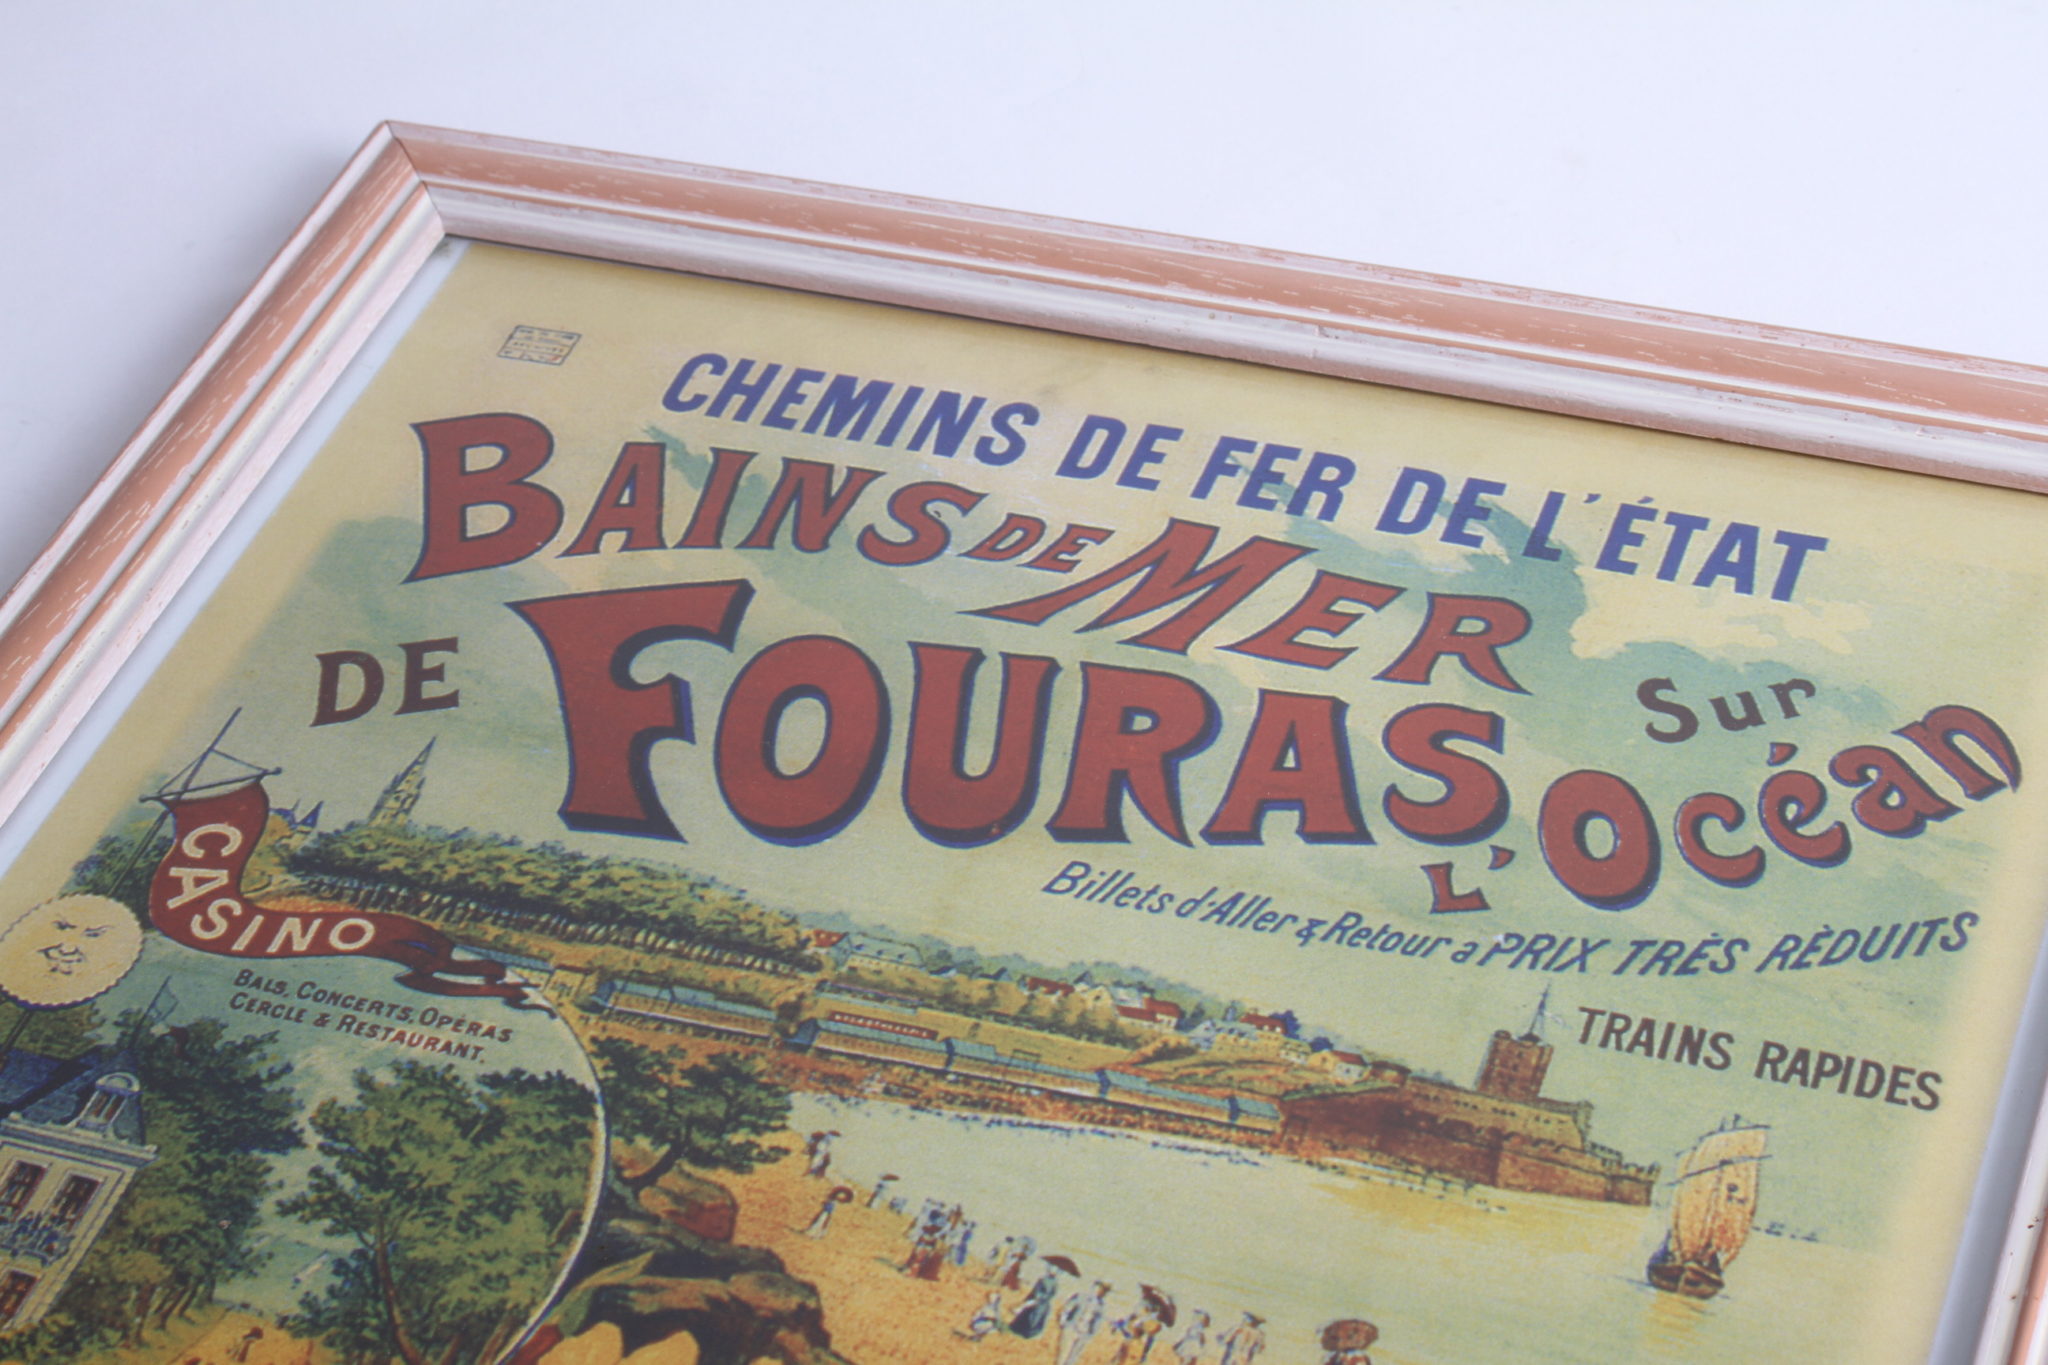 CHEMINS DE FER DE L'ÉTAT
BAINS DE MER
DE FOURAS Sur
L'Océan
Billets d'Aller & Retour a PRIX TRÈS RÈDUITS
TRAINS RAPIDES
CASINO
BALS, CONCERTS, OPÉRAS
CERCLE & RESTAURANT.